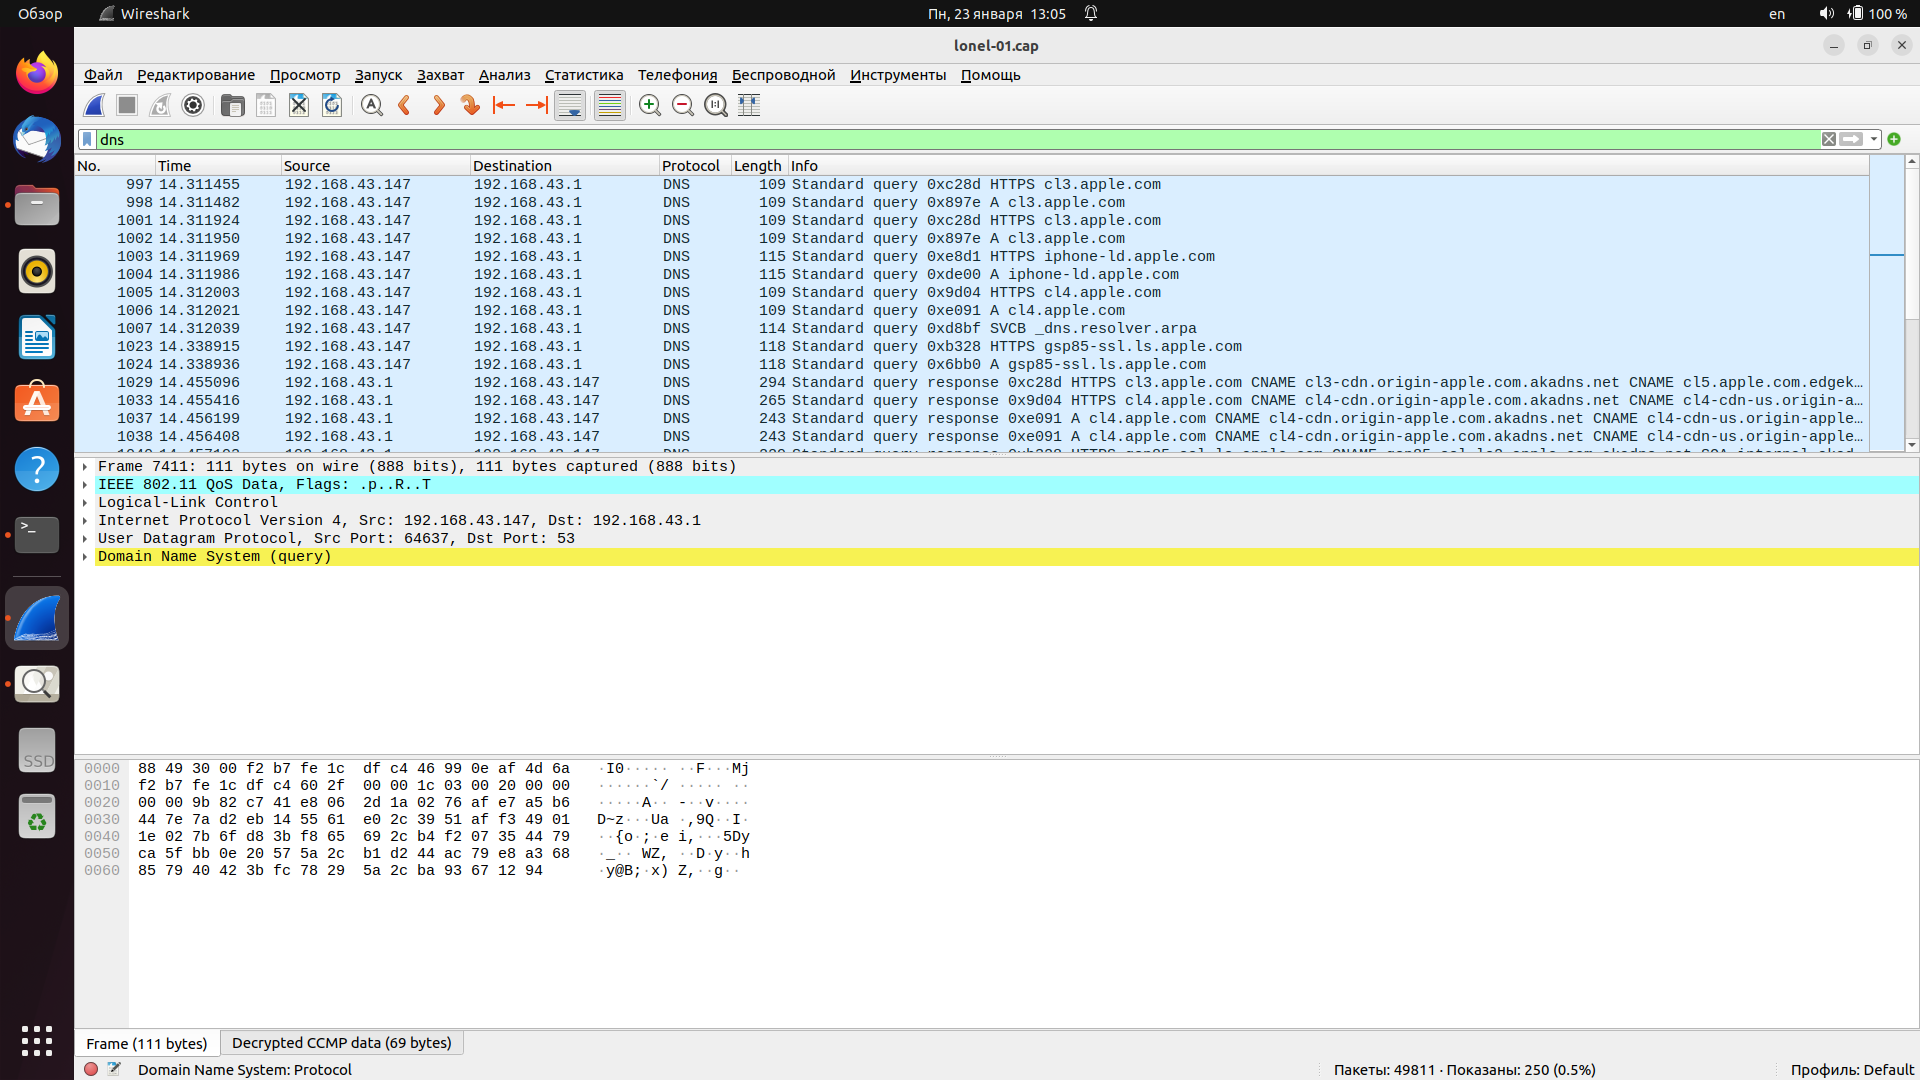 Обзор Wireshark Пн, 23 января 13:05 en 100 %
lonel-01.cap
Файл Редактирование Просмотр Запуск Захват Анализ Статистика Телефония Беспроводной Инструменты Помощь
dns
No. Time Source Destination Protocol Length Info
997 14.311455 192.168.43.147 192.168.43.1 DNS 109 Standard query 0xc28d HTTPS cl3.apple.com
998 14.311482 192.168.43.147 192.168.43.1 DNS 109 Standard query 0x897e A cl3.apple.com
1001 14.311924 192.168.43.147 192.168.43.1 DNS 109 Standard query 0xc28d HTTPS cl3.apple.com
1002 14.311950 192.168.43.147 192.168.43.1 DNS 109 Standard query 0x897e A cl3.apple.com
1003 14.311969 192.168.43.147 192.168.43.1 DNS 115 Standard query 0xe8d1 HTTPS iphone-ld.apple.com
1004 14.311986 192.168.43.147 192.168.43.1 DNS 115 Standard query 0xde00 A iphone-ld.apple.com
1005 14.312003 192.168.43.147 192.168.43.1 DNS 109 Standard query 0x9d04 HTTPS cl4.apple.com
1006 14.312021 192.168.43.147 192.168.43.1 DNS 109 Standard query 0xe091 A cl4.apple.com
1007 14.312039 192.168.43.147 192.168.43.1 DNS 114 Standard query 0xd8bf SVCB _dns.resolver.arpa
1023 14.338915 192.168.43.147 192.168.43.1 DNS 118 Standard query 0xb328 HTTPS gsp85-ssl.ls.apple.com
1024 14.338936 192.168.43.147 192.168.43.1 DNS 118 Standard query 0x6bb0 A gsp85-ssl.ls.apple.com
1029 14.455096 192.168.43.1 192.168.43.147 DNS 294 Standard query response 0xc28d HTTPS cl3.apple.com CNAME cl3-cdn.origin-apple.com.akadns.net CNAME cl5.apple.com.edgek…
1033 14.455416 192.168.43.1 192.168.43.147 DNS 265 Standard query response 0x9d04 HTTPS cl4.apple.com CNAME cl4-cdn.origin-apple.com.akadns.net CNAME cl4-cdn-us.origin-a…
1037 14.456199 192.168.43.1 192.168.43.147 DNS 243 Standard query response 0xe091 A cl4.apple.com CNAME cl4-cdn.origin-apple.com.akadns.net CNAME cl4-cdn-us.origin-apple…
1038 14.456408 192.168.43.1 192.168.43.147 DNS 243 Standard query response 0xe091 A cl4.apple.com CNAME cl4-cdn.origin-apple.com.akadns.net CNAME cl4-cdn-us.origin-apple…
Frame 7411: 111 bytes on wire (888 bits), 111 bytes captured (888 bits)
IEEE 802.11 QoS Data, Flags: .p..R..T
Logical-Link Control
Internet Protocol Version 4, Src: 192.168.43.147, Dst: 192.168.43.1
User Datagram Protocol, Src Port: 64637, Dst Port: 53
Domain Name System (query)
0000 88 49 30 00 f2 b7 fe 1c df c4 46 99 0e af 4d 6a ·I0····· ··F···Mj
0010 f2 b7 fe 1c df c4 60 2f 00 00 1c 03 00 20 00 00 ······`/ ····· ··
0020 00 00 9b 82 c7 41 e8 06 2d 1a 02 76 af e7 a5 b6 ·····A·· -··v····
0030 44 7e 7a d2 eb 14 55 61 e0 2c 39 51 af f3 49 01 D~z···Ua ·,9Q··I·
0040 1e 02 7b 6f d8 3b f8 65 69 2c b4 f2 07 35 44 79 ··{o·;·e i,···5Dy
0050 ca 5f bb 0e 20 57 5a 2c b1 d2 44 ac 79 e8 a3 68 ·_·· WZ, ··D·y··h
0060 85 79 40 42 3b fc 78 29 5a 2c ba 93 67 12 94 ·y@B;·x) Z,··g··
SSD
Frame (111 bytes) Decrypted CCMP data (69 bytes)
Domain Name System: Protocol Пакеты: 49811 · Показаны: 250 (0.5%) Профиль: Default